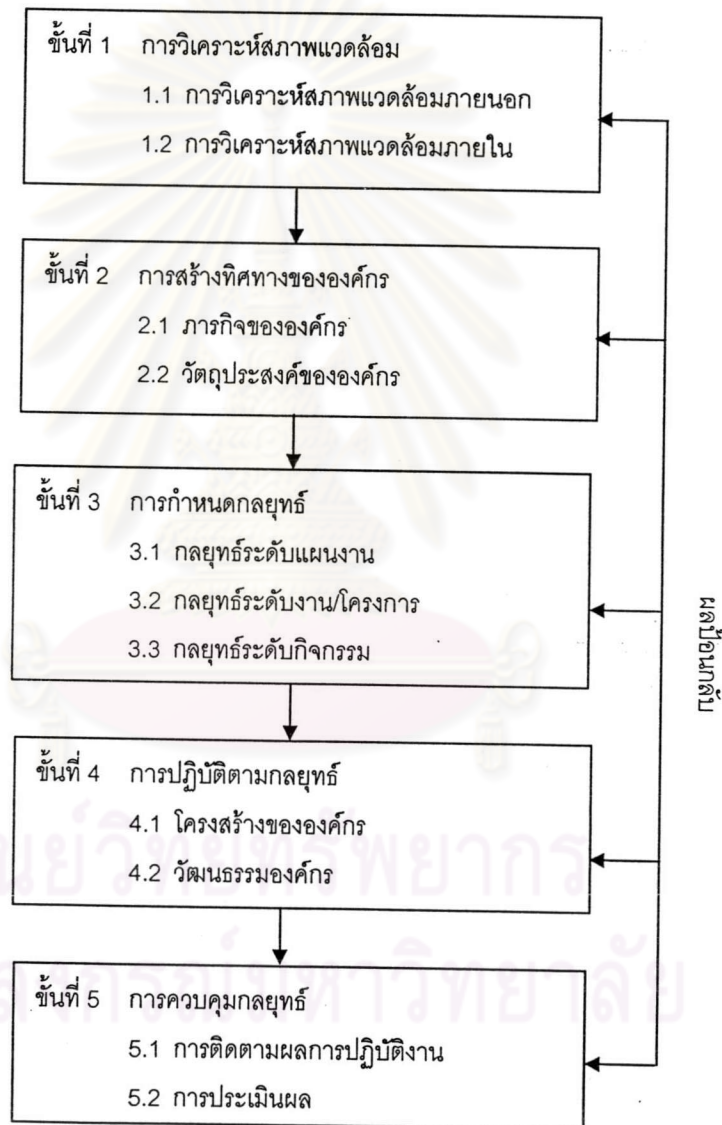 ขั้นที่ 1 การวิเคราะห์สภาพแวดล้อม
1.1 การวิเคราะห์สภาพแวดล้อมภายนอก
1.2 การวิเคราะห์สภาพแวดล้อมภายใน
ขั้นที่ 2 การสร้างทิศทางขององค์กร
2.1 ภารกิจขององค์กร
2.2 วัตถุประสงค์ขององค์กร
ขั้นที่ 3 การกำหนดกลยุทธ์
3.1 กลยุทธ์ระดับแผนงาน
3.2 กลยุทธ์ระดับงาน/โครงการ
3.3 กลยุทธ์ระดับกิจกรรม
ขั้นที่ 4 การปฏิบัติตามกลยุทธ์
4.1 โครงสร้างขององค์กร
4.2 วัฒนธรรมองค์กร
ขั้นที่ 5 การควบคุมกลยุทธ์
5.1 การติดตามผลการปฏิบัติงาน
5.2 การประเมินผล
ผลป้อนกลับ